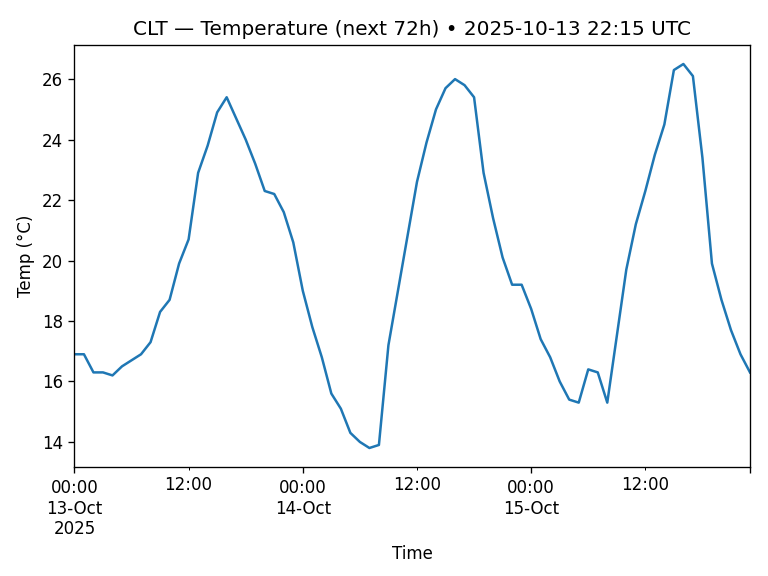 CLT — Temperature (next 72h) • 2025-10-13 22:15 UTC
Temp (°C)
26
24
22
20
18
16
14
00:00 12:00 00:00 12:00 00:00 12:00
13-Oct 14-Oct 15-Oct
2025
Time